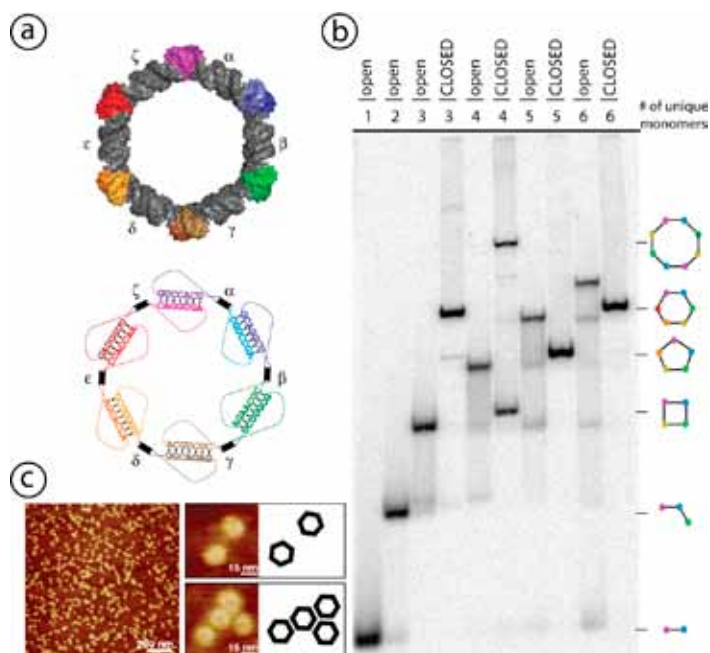 a
ζ α
ε β
δ γ
ζ α
ε β
δ γ
b
open open open CLOSED open CLOSED open CLOSED open CLOSED
1 2 3 3 4 4 5 5 6 6
# of unique
monomers
c
15 nm
15 nm